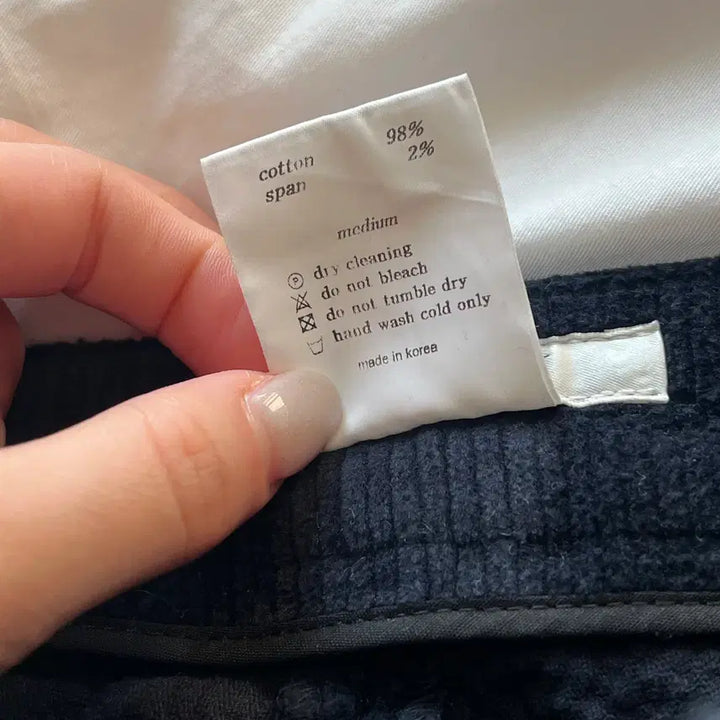 cotton 98%
span 2%
medium
P dry cleaning
do not bleach
do not tumble dry
hand wash cold only
made in korea